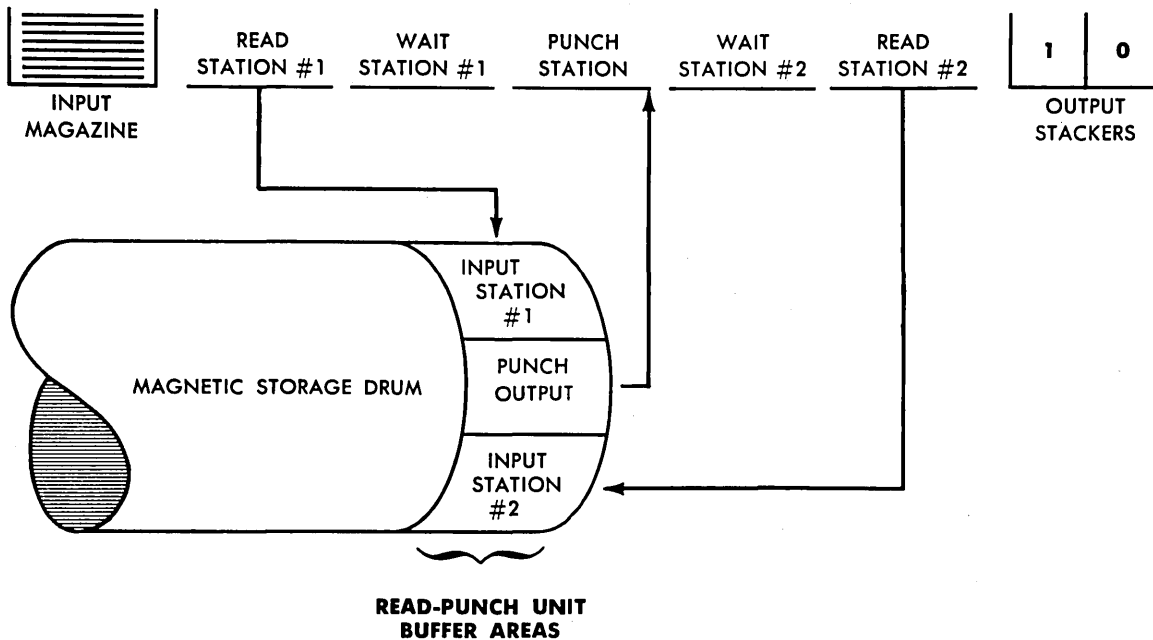 READ
STATION #1
WAIT
STATION #1
PUNCH
STATION
WAIT
STATION #2
READ
STATION #2
1 0
INPUT
MAGAZINE
OUTPUT
STACKERS
INPUT
STATION
#1
MAGNETIC STORAGE DRUM
PUNCH
OUTPUT
INPUT
STATION
#2
READ-PUNCH UNIT
BUFFER AREAS